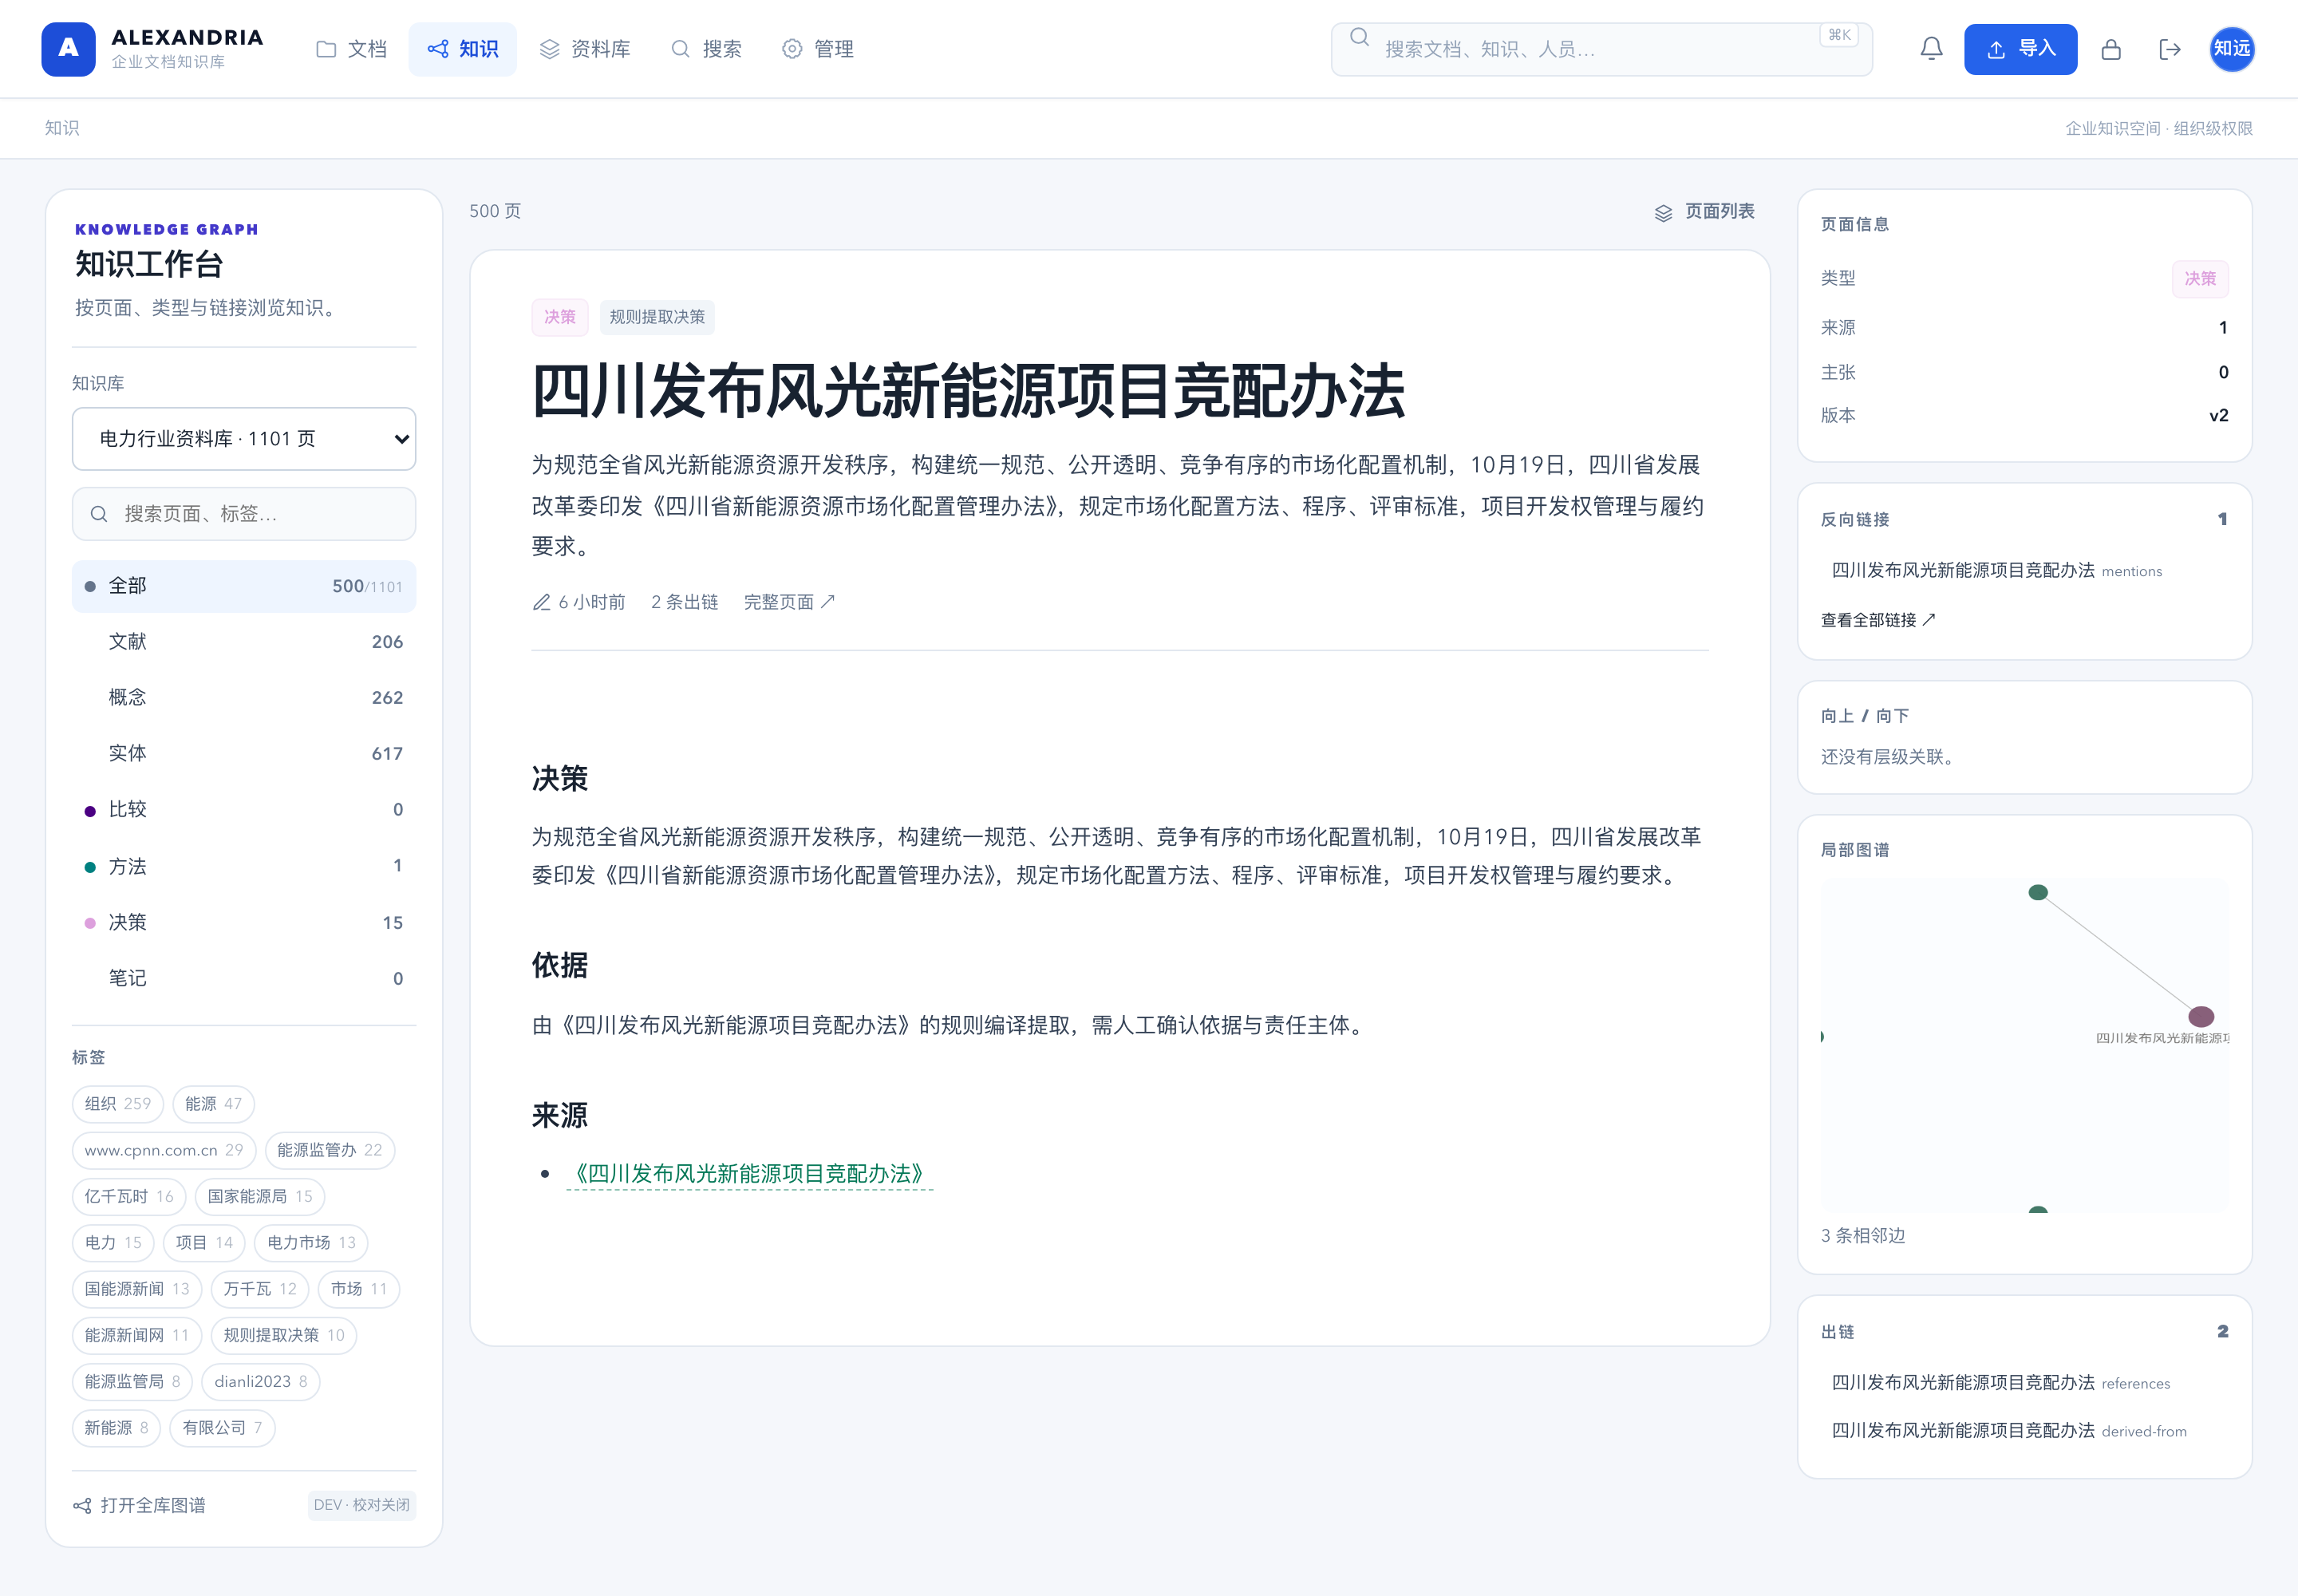 A
ALEXANDRIA
企业文档知识库
文档
知识
资料库
搜索
管理
搜索文档、知识、人员...
⌘K
导入
知远
知识
企业知识空间 · 组织级权限
KNOWLEDGE GRAPH
知识工作台
按页面、类型与链接浏览知识。
知识库
电力行业资料库 · 1101 页
搜索页面、标签...
全部 500/1101
文献 206
概念 262
实体 617
比较 0
方法 1
决策 15
笔记 0
标签
组织 259 能源 47
www.cpnn.com.cn 29 能源监管办 22
亿千瓦时 16 国家能源局 15
电力 15 项目 14 电力市场 13
国能源新闻 13 万千瓦 12 市场 11
能源新闻网 11 规则提取决策 10
能源监管局 8 dianli2023 8
新能源 8 有限公司 7
打开全库图谱
DEV · 校对关闭
500 页
页面列表
决策 规则提取决策
四川发布风光新能源项目竞配办法
为规范全省风光新能源资源开发秩序，构建统一规范、公开透明、竞争有序的市场化配置机制，10月19日，四川省发展
改革委印发《四川省新能源资源市场化配置管理办法》，规定市场化配置方法、程序、评审标准，项目开发权管理与履约
要求。
6 小时前 2 条出链 完整页面 ↗
决策
为规范全省风光新能源资源开发秩序，构建统一规范、公开透明、竞争有序的市场化配置机制，10月19日，四川省发展改革
委印发《四川省新能源资源市场化配置管理办法》，规定市场化配置方法、程序、评审标准，项目开发权管理与履约要求。
依据
由《四川发布风光新能源项目竞配办法》的规则编译提取，需人工确认依据与责任主体。
来源
• 《四川发布风光新能源项目竞配办法》
页面信息
类型 决策
来源 1
主张 0
版本 v2
反向链接 1
四川发布风光新能源项目竞配办法 mentions
查看全部链接 ↗
向上 / 向下
还没有层级关联。
局部图谱
四川发布风光新能源项
3 条相邻边
出链 2
四川发布风光新能源项目竞配办法 references
四川发布风光新能源项目竞配办法 derived-from